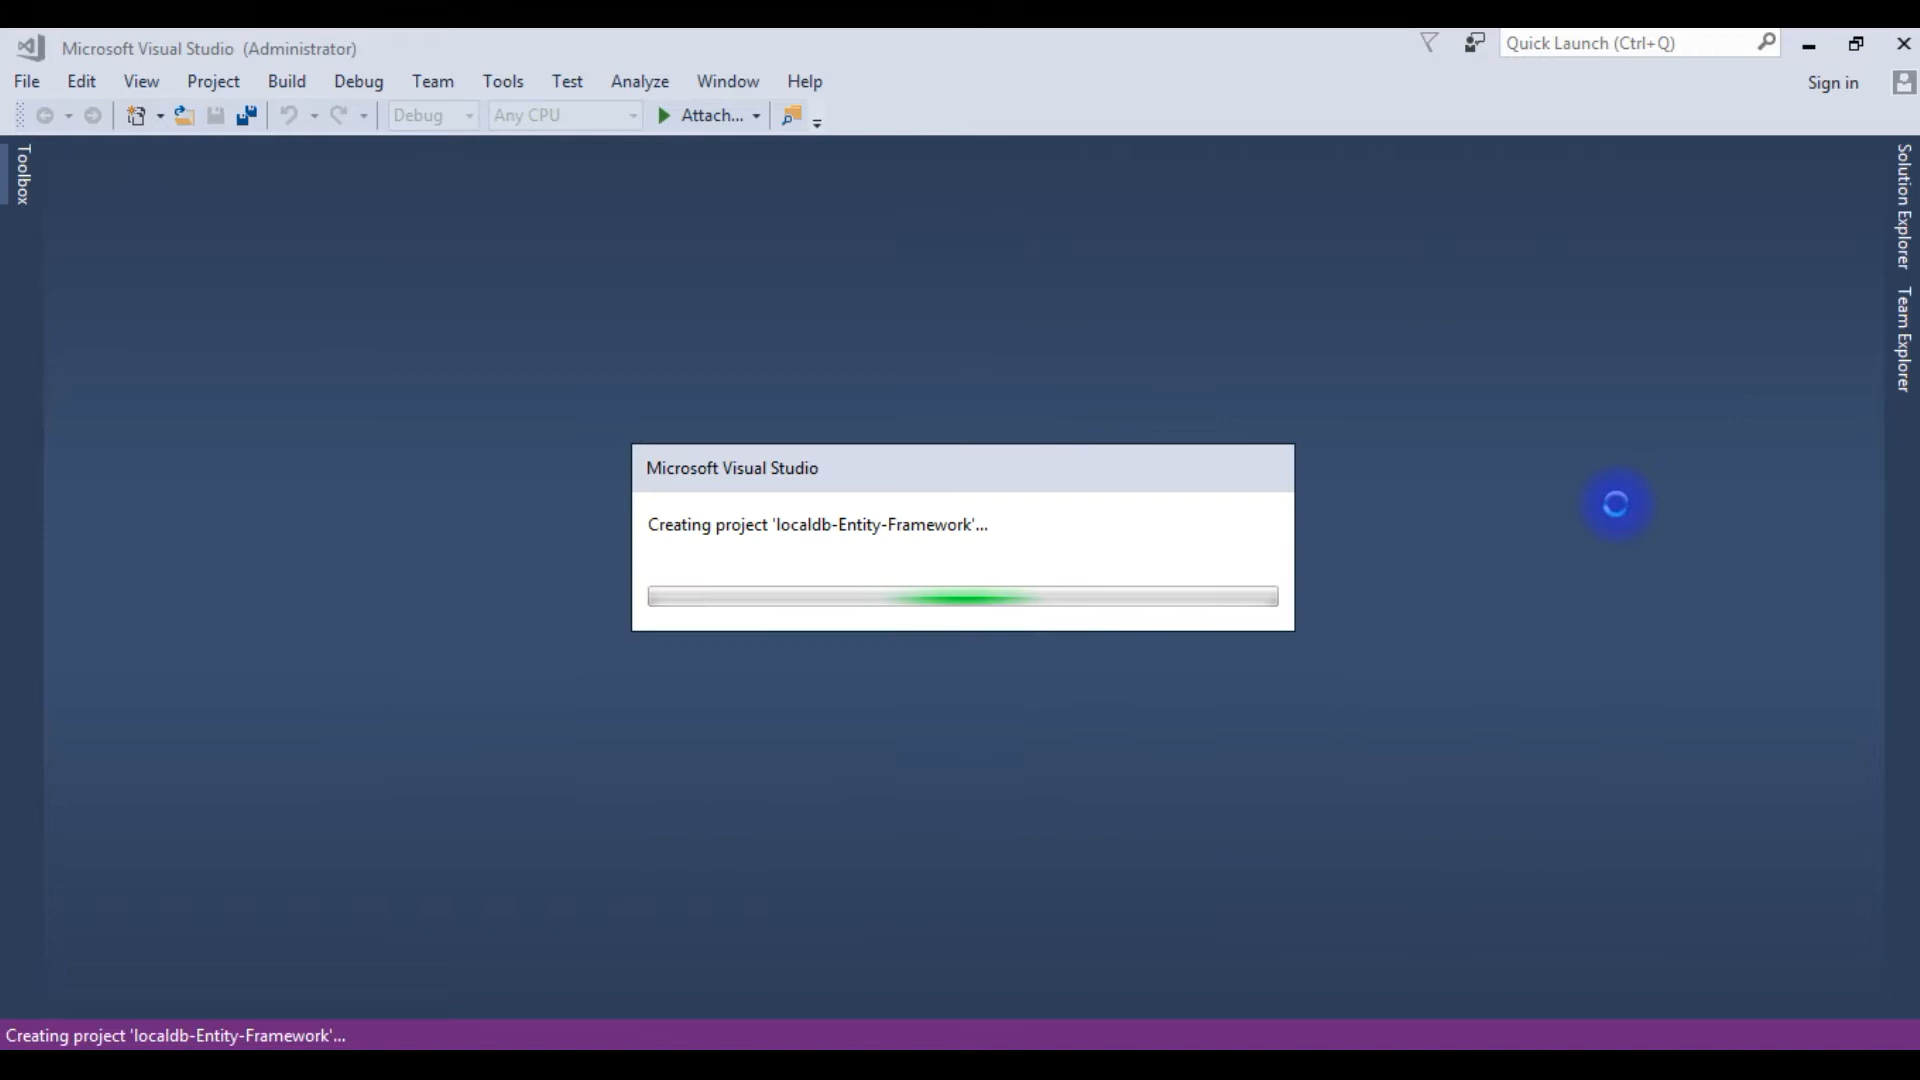 Microsoft Visual Studio (Administrator)
Quick Launch (Ctrl+Q)
File Edit View Project Build Debug Team Tools Test Analyze Window Help
Sign in
Debug Any CPU Attach...
Toolbox
Solution Explorer
Team Explorer
Microsoft Visual Studio
Creating project 'localdb-Entity-Framework'...
Creating project 'localdb-Entity-Framework'...